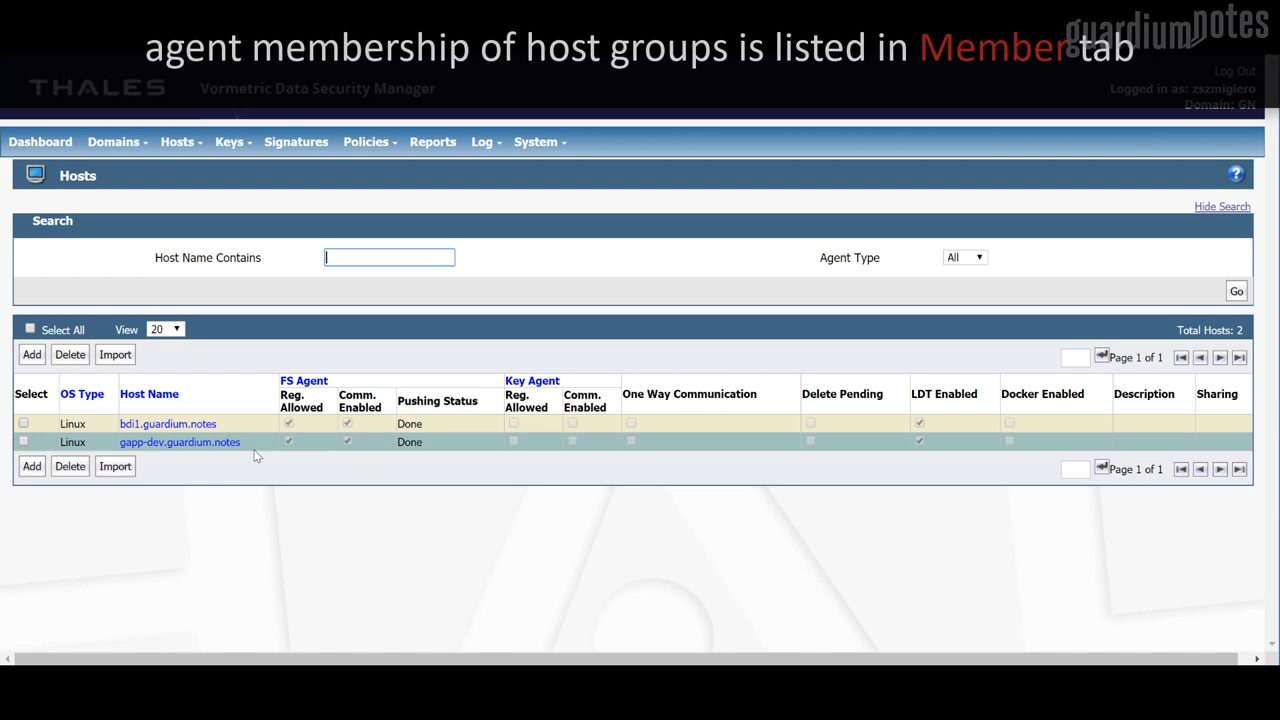 agent membership of host groups is listed in Member tab
guardiumnotes
Log Out
THALES Vormetric Data Security Manager
Logged in as: zszmigiero
Domain: GN
Dashboard Domains Hosts Keys Signatures Policies Reports Log System
Hosts
?
Hide Search
Search
Host Name Contains Agent Type All
Go
Select All View 20 Total Hosts: 2
Add Delete Import Page 1 of 1
FS Agent Key Agent
Select OS Type Host Name Reg. Allowed Comm. Enabled Pushing Status Reg. Allowed Comm. Enabled One Way Communication Delete Pending LDT Enabled Docker Enabled Description Sharing
Linux bdi1.guardium.notes Done
Linux gapp-dev.guardium.notes Done
Add Delete Import Page 1 of 1